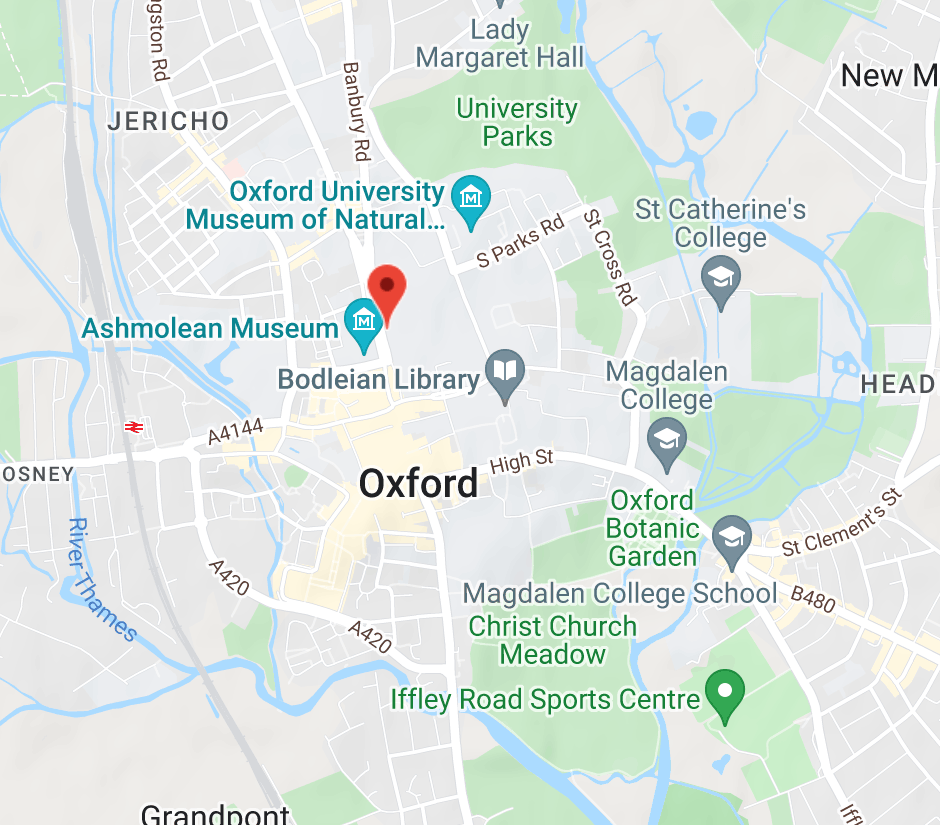 ngston Rd
Lady
Margaret Hall
Banbury Rd
New M
University
Parks
JERICHO
Oxford University
Museum of Natural...
S Parks Rd
St Cross Rd
St Catherine's
College
Ashmolean Museum
Bodleian Library
Magdalen
College
HEAD
A4144
High St
OSNEY
Oxford
Oxford
Botanic
Garden
St Clement's St
River Thames
A420
Magdalen College School
B480
A420
Christ Church
Meadow
Iffley Road Sports Centre
Grandpont
Iffle